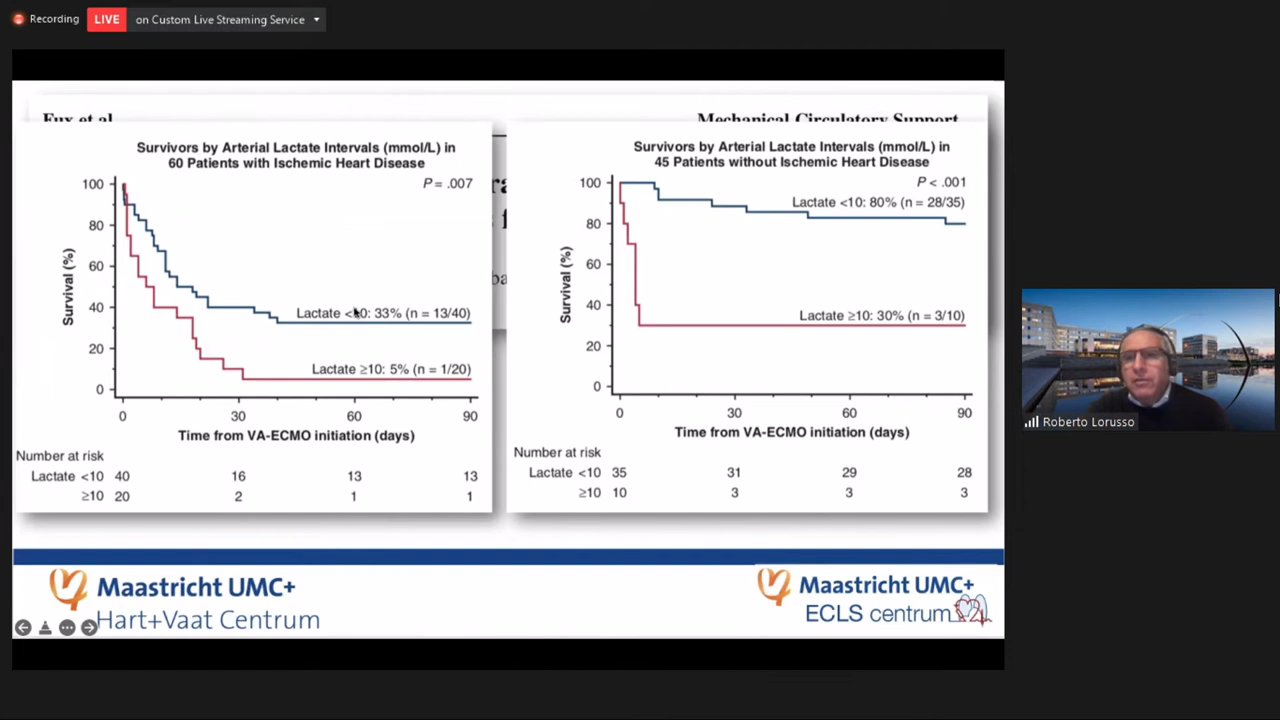 Recording
LIVE
on Custom Live Streaming Service
Fux et al
Mechanical Circulatory Support
Survivors by Arterial Lactate Intervals (mmol/L) in
60 Patients with Ischemic Heart Disease
P = .007
100
80
60
40
20
0
Survival (%)
Lactate <10: 33% (n = 13/40)
Lactate ≥10: 5% (n = 1/20)
0 30 60 90
Time from VA-ECMO initiation (days)
Number at risk
Lactate <10 40 16 13 13
≥10 20 2 1 1
Survivors by Arterial Lactate Intervals (mmol/L) in
45 Patients without Ischemic Heart Disease
P < .001
100
80
60
40
20
0
Survival (%)
Lactate <10: 80% (n = 28/35)
Lactate ≥10: 30% (n = 3/10)
0 30 60 90
Time from VA-ECMO initiation (days)
Number at risk
Lactate <10 35 31 29 28
≥10 10 3 3 3
Roberto Lorusso
Maastricht UMC+
Hart+Vaat Centrum
Maastricht UMC+
ECLS centrum